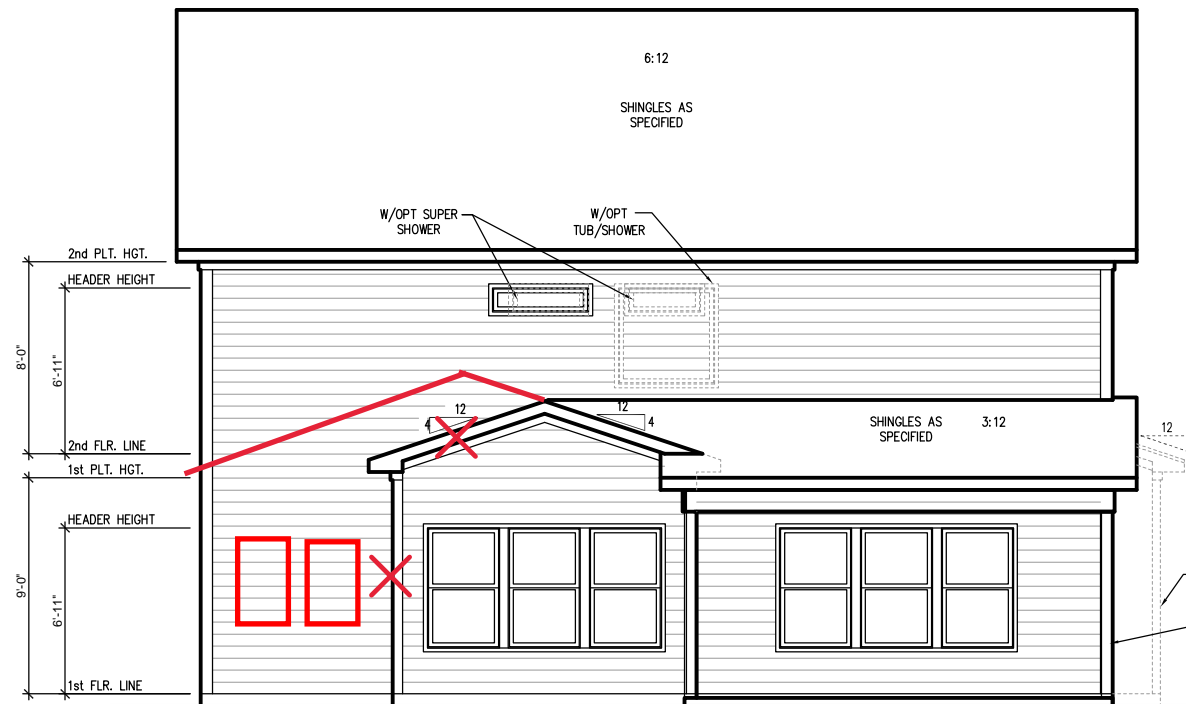 6:12
SHINGLES AS
SPECIFIED
W/OPT SUPER
SHOWER
W/OPT
TUB/SHOWER
2nd PLT. HGT.
HEADER HEIGHT
8'-0"
6'-11"
12
4
12
4
SHINGLES AS
SPECIFIED
3:12
12
2nd FLR. LINE
1st PLT. HGT.
HEADER HEIGHT
9'-0"
6'-11"
1st FLR. LINE